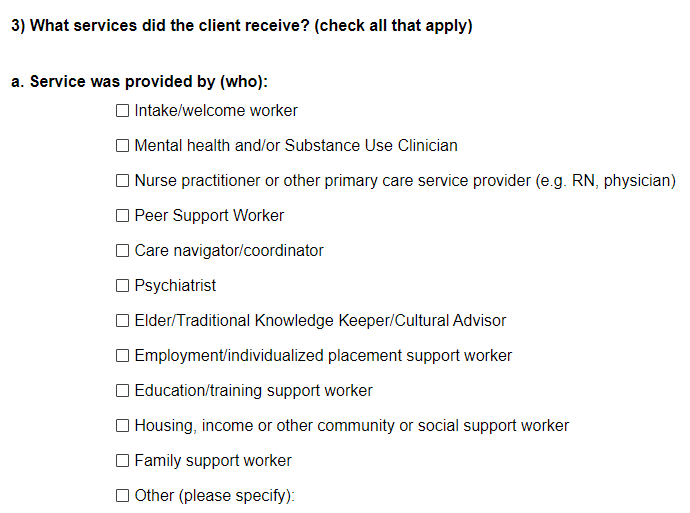 3) What services did the client receive? (check all that apply)
a. Service was provided by (who):
Intake/welcome worker
Mental health and/or Substance Use Clinician
Nurse practitioner or other primary care service provider (e.g. RN, physician)
Peer Support Worker
Care navigator/coordinator
Psychiatrist
Elder/Traditional Knowledge Keeper/Cultural Advisor
Employment/individualized placement support worker
Education/training support worker
Housing, income or other community or social support worker
Family support worker
Other (please specify):